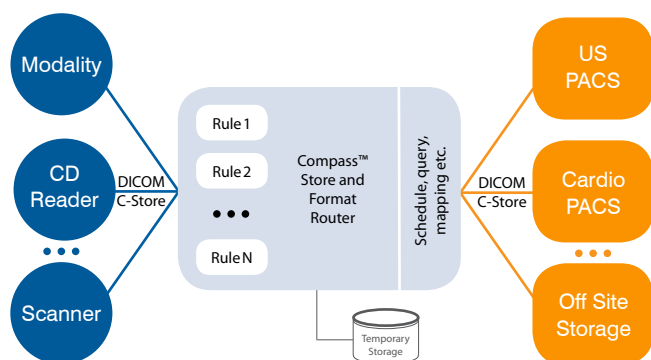 Modality
CD
Reader
Scanner
DICOM
C-Store
Rule 1
Rule 2
Rule N
Compass™
Store and
Format
Router
Schedule, query,
mapping etc.
Temporary
Storage
DICOM
C-Store
US
PACS
Cardio
PACS
Off Site
Storage